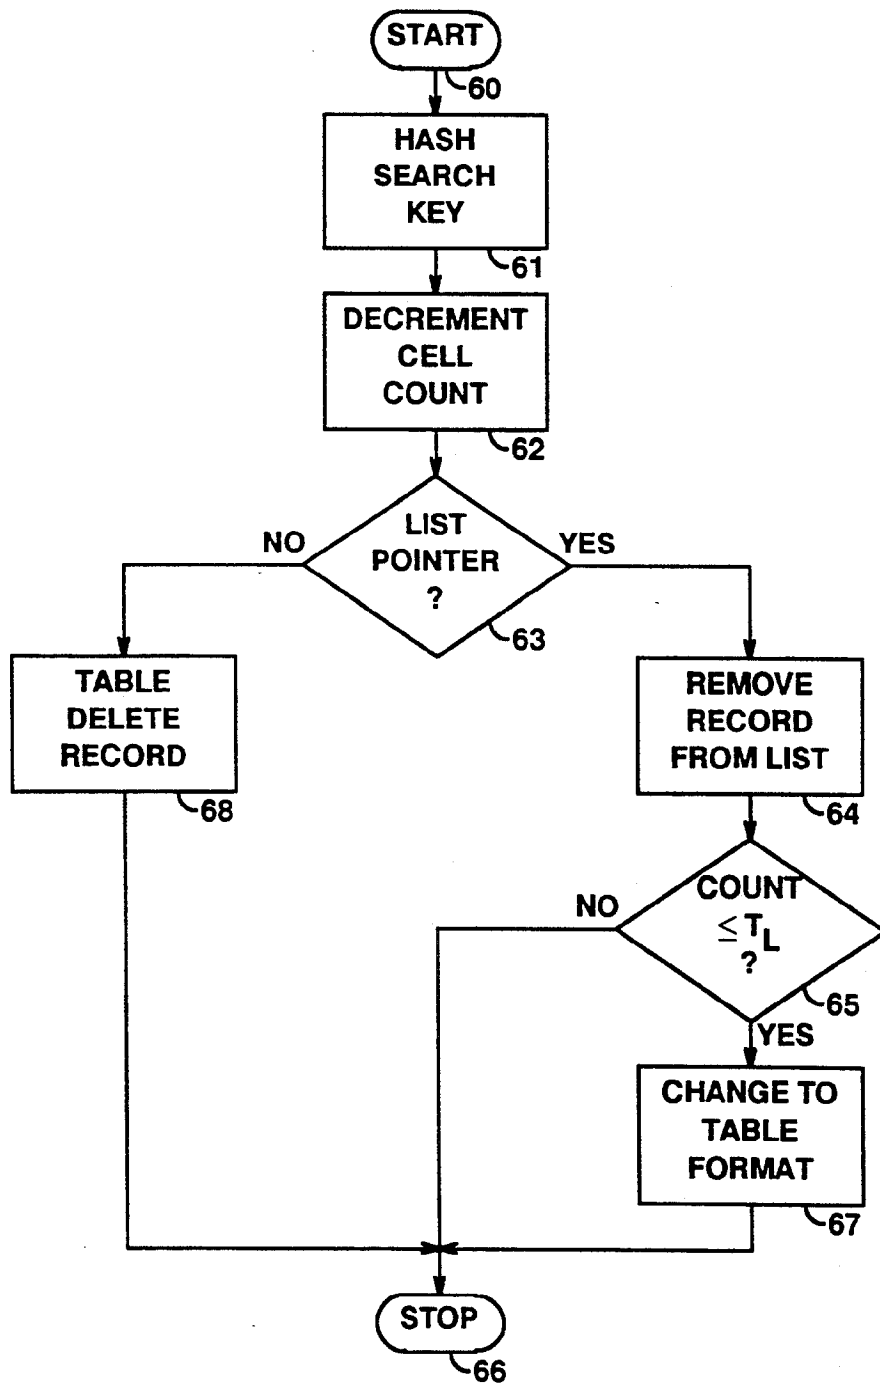 START
60
HASH
SEARCH
KEY
61
DECREMENT
CELL
COUNT
62
LIST
POINTER
?
63
NO
YES
TABLE
DELETE
RECORD
68
REMOVE
RECORD
FROM LIST
64
COUNT
≤ TL
?
65
NO
YES
CHANGE TO
TABLE
FORMAT
67
STOP
66